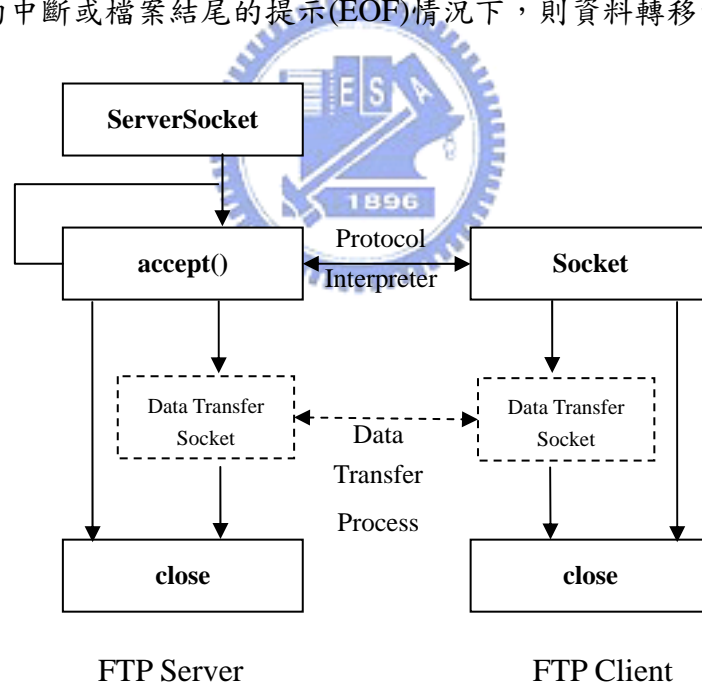 中斷或檔案結尾的提示(EOF)情況下，則資料轉移
E S A
ServerSocket
1896
accept()
Protocol
Interpreter
Socket
Data Transfer
Socket
Data
Transfer
Process
Data Transfer
Socket
close
close
FTP Server
FTP Client